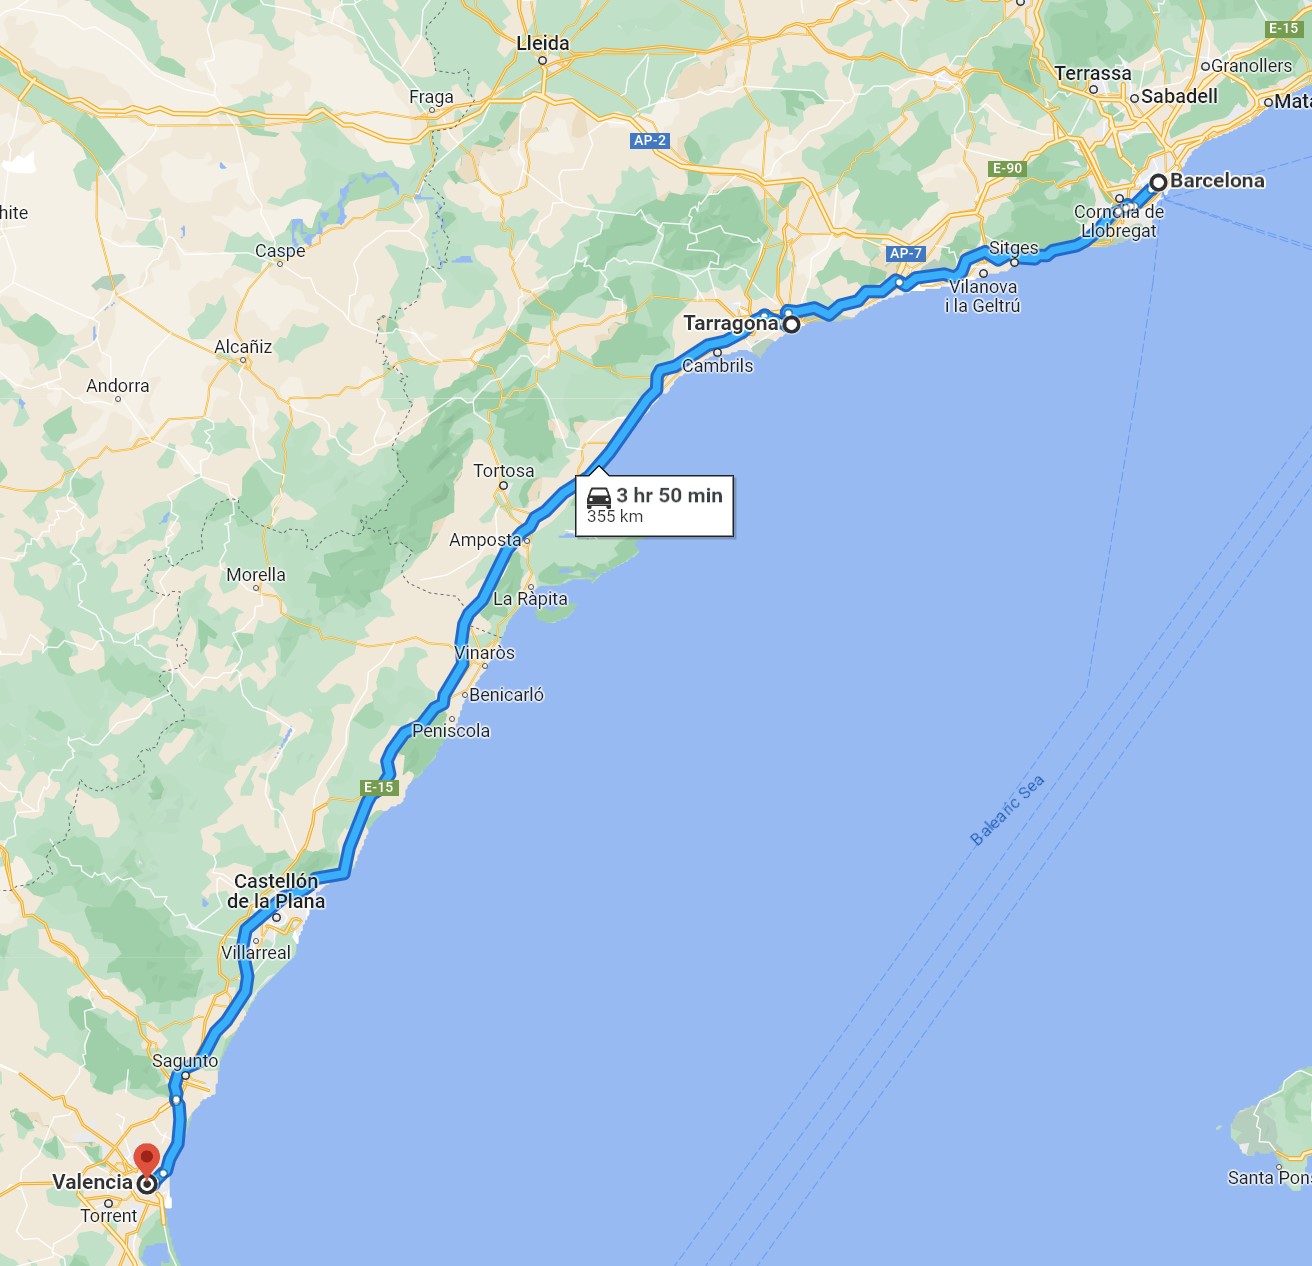 E-15
Lleida
Granollers
Terrassa
Sabadell
Fraga
Mata
AP-2
E-90
Barcelona
hite
Cornellà de
Llobregat
Caspe
Sitges
AP-7
Vilanova
i la Geltrú
Tarragona
Alcañiz
Cambrils
Andorra
Tortosa
3 hr 50 min
355 km
Amposta
Morella
La Ràpita
Vinaròs
Benicarló
Peniscola
E-15
Balearic Sea
Castellón
de la Plana
Villarreal
Sagunto
Santa Pons
Valencia
Torrent